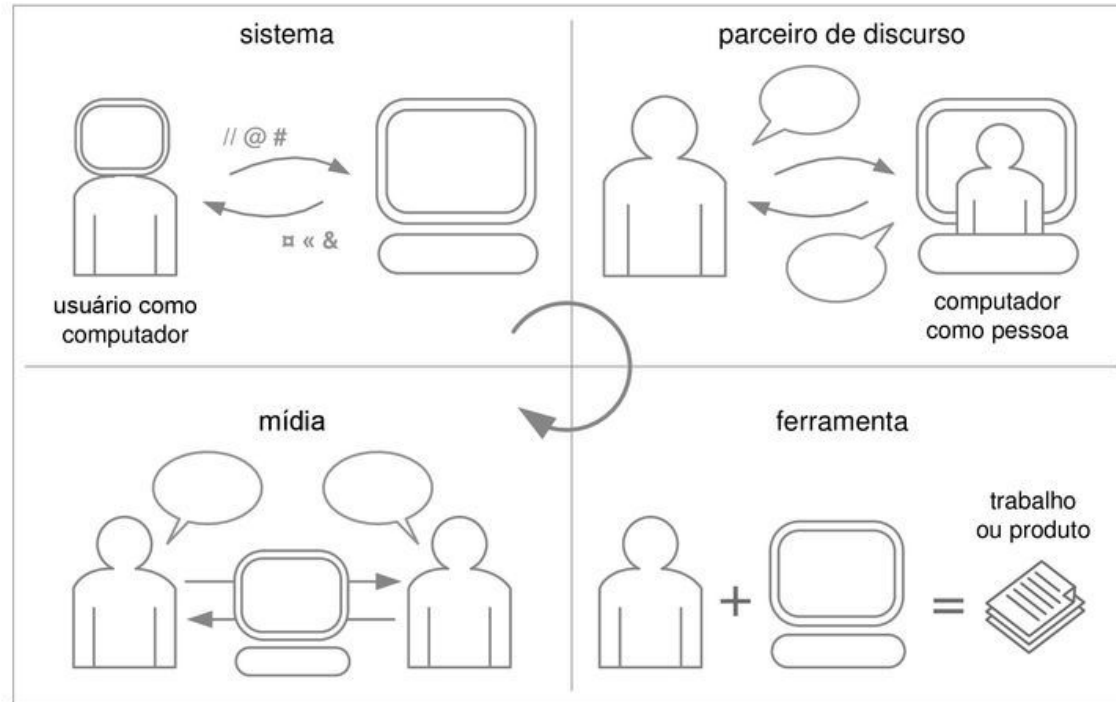 sistema
// @ #
¤ « &
usuário como
computador
parceiro de discurso
computador
como pessoa
mídia
ferramenta
trabalho
ou produto
+
=